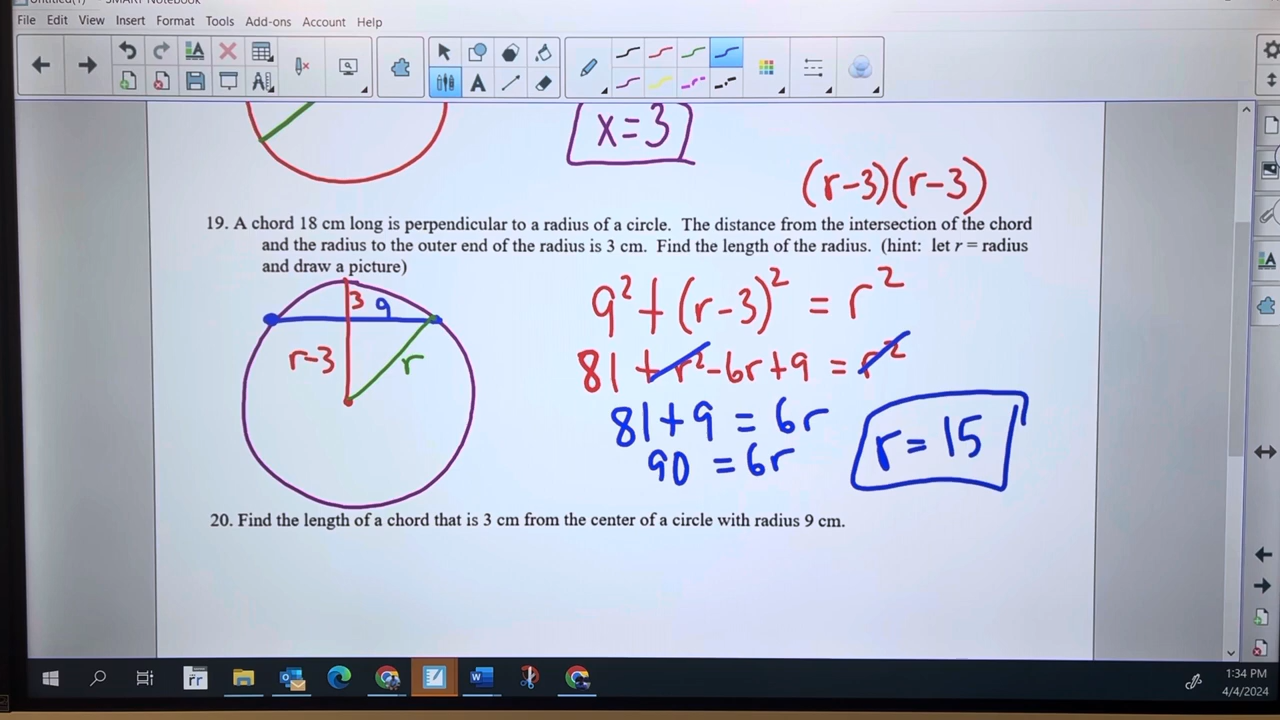 File Edit View Insert Format Tools Add-ons Account Help
x=3
(r-3)(r-3)
19. A chord 18 cm long is perpendicular to a radius of a circle. The distance from the intersection of the chord
and the radius to the outer end of the radius is 3 cm. Find the length of the radius. (hint: let r = radius
and draw a picture)
3 9
r-3 r
9² + (r-3)² = r²
81 + r² - 6r + 9 = r²
81+9 = 6r
90 = 6r
r = 15
20. Find the length of a chord that is 3 cm from the center of a circle with radius 9 cm.
rr
1:34 PM
4/4/2024